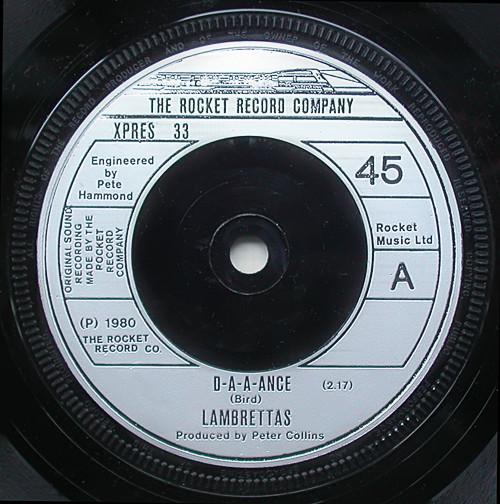 THE ROCKET RECORD COMPANY
XPRES 33
Engineered
by
Pete
Hammond
45
ORIGINAL SOUND
RECORDING
MADE BY THE
ROCKET
RECORD
COMPANY
Rocket
Music Ltd
A
(P) 1980
THE ROCKET
RECORD CO.
D-A-A-ANCE (2.17)
(Bird)
LAMBRETTAS
Produced by Peter Collins